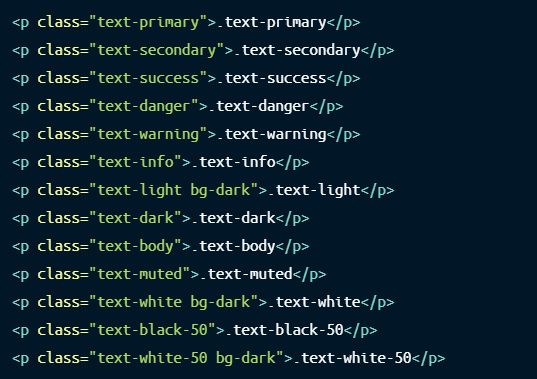 <p class="text-primary">.text-primary</p>
<p class="text-secondary">.text-secondary</p>
<p class="text-success">.text-success</p>
<p class="text-danger">.text-danger</p>
<p class="text-warning">.text-warning</p>
<p class="text-info">.text-info</p>
<p class="text-light bg-dark">.text-light</p>
<p class="text-dark">.text-dark</p>
<p class="text-body">.text-body</p>
<p class="text-muted">.text-muted</p>
<p class="text-white bg-dark">.text-white</p>
<p class="text-black-50">.text-black-50</p>
<p class="text-white-50 bg-dark">.text-white-50</p>